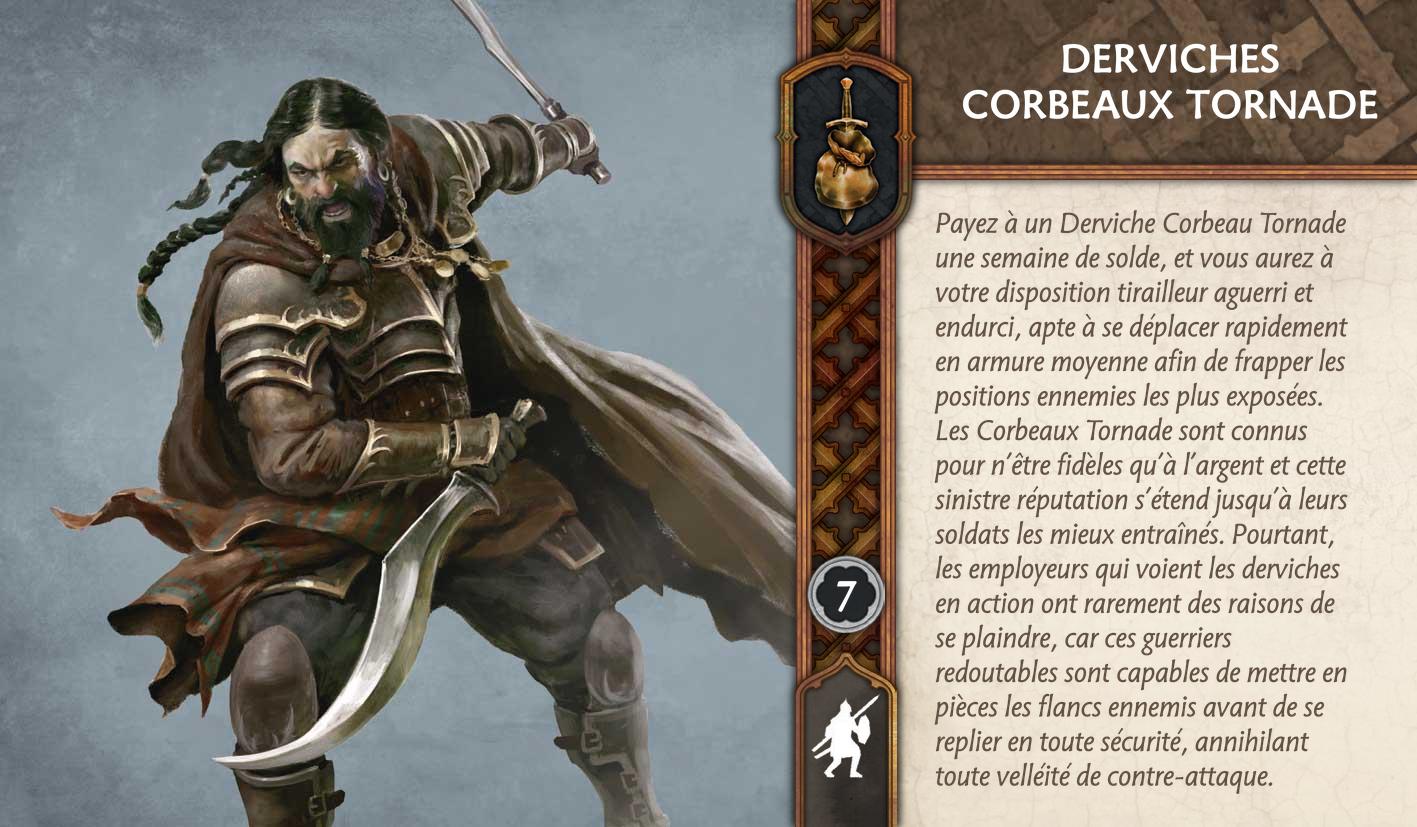 DERVICHES
CORBEAUX TORNADE
Payez à un Derviche Corbeau Tornade
une semaine de solde, et vous aurez à
votre disposition tirailleur aguerri et
endurci, apte à se déplacer rapidement
en armure moyenne afin de frapper les
positions ennemies les plus exposées.
Les Corbeaux Tornade sont connus
pour n'être fidèles qu'à l'argent et cette
sinistre réputation s'étend jusqu'à leurs
soldats les mieux entraînés. Pourtant,
les employeurs qui voient les derviches
en action ont rarement des raisons de
se plaindre, car ces guerriers
redoutables sont capables de mettre en
pièces les flancs ennemis avant de se
replier en toute sécurité, annihilant
toute velléité de contre-attaque.
7